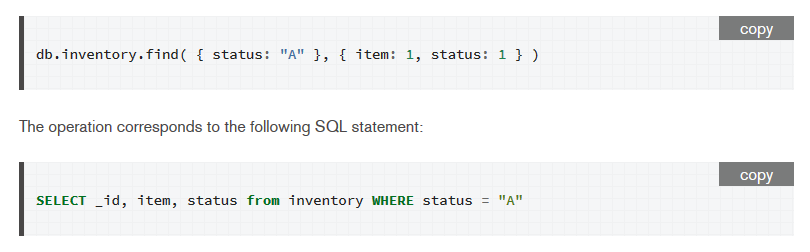 copy
db.inventory.find( { status: "A" }, { item: 1, status: 1 } )
The operation corresponds to the following SQL statement:
copy
SELECT _id, item, status from inventory WHERE status = "A"